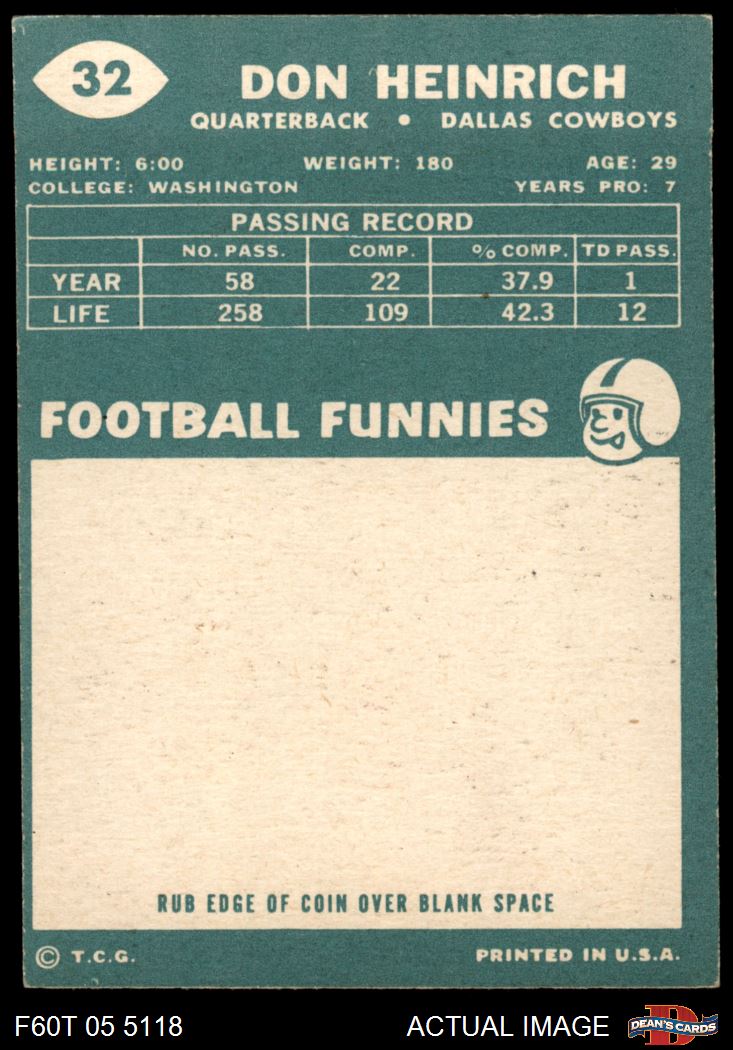 32
DON HEINRICH
QUARTERBACK • DALLAS COWBOYS
HEIGHT: 6:00 WEIGHT: 180 AGE: 29
COLLEGE: WASHINGTON YEARS PRO: 7
PASSING RECORD
NO. PASS. COMP. % COMP. TD PASS.
YEAR 58 22 37.9 1
LIFE 258 109 42.3 12
FOOTBALL FUNNIES
RUB EDGE OF COIN OVER BLANK SPACE
© T.C.G. PRINTED IN U.S.A.
F60T 05 5118 ACTUAL IMAGE D DEAN'S CARDS